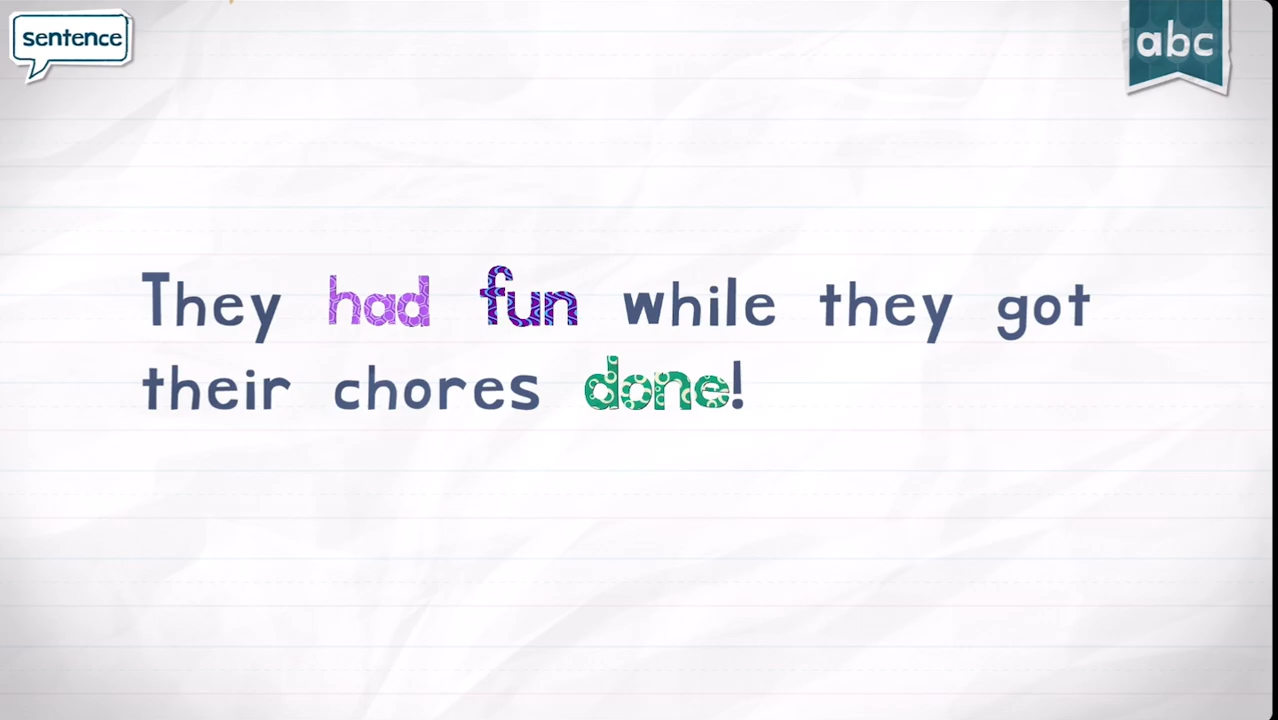 sentence
abc
They had fun while they got
their chores done!